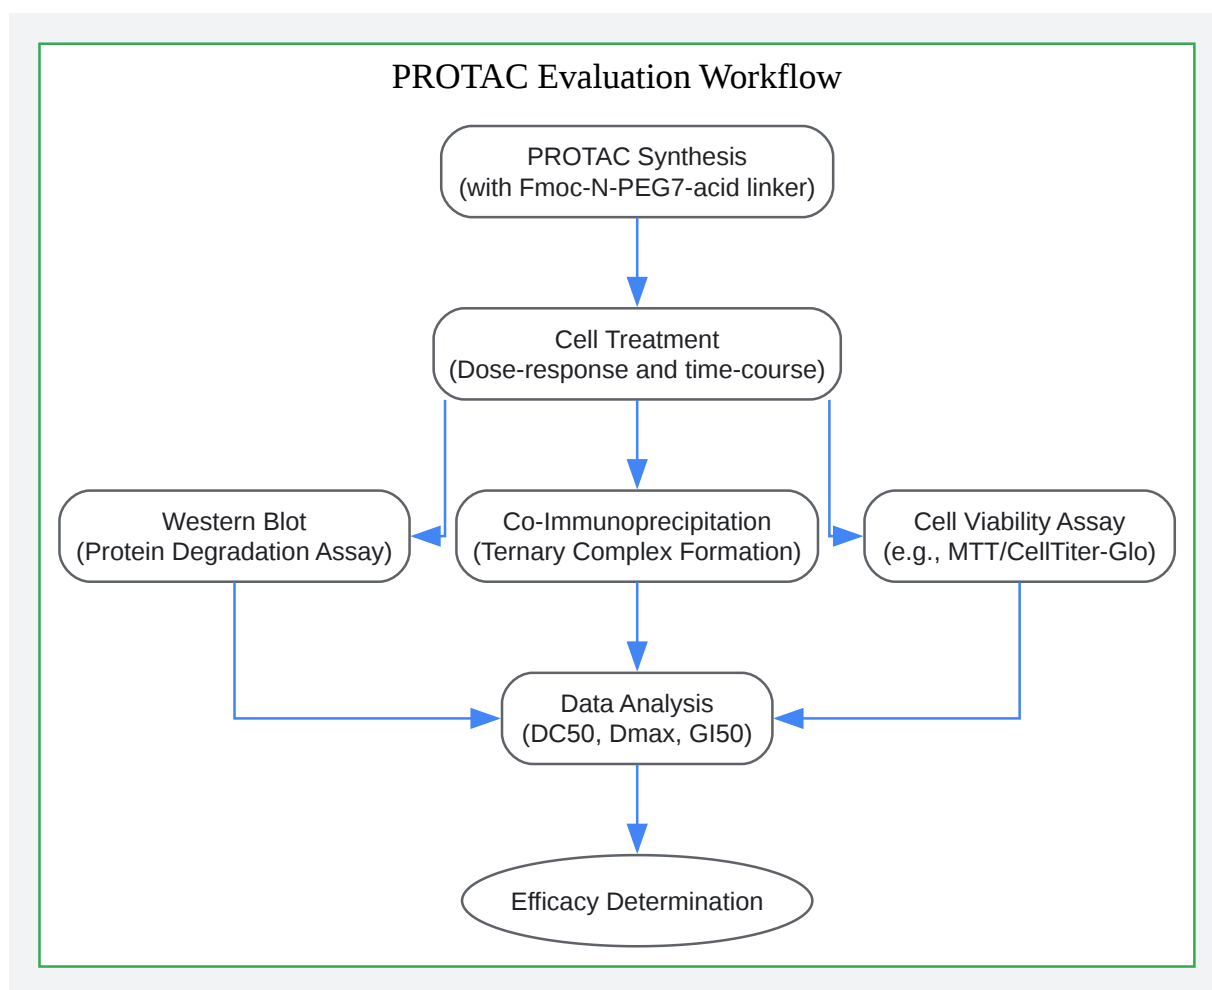 PROTAC Evaluation Workflow
PROTAC Synthesis
(with Fmoc-N-PEG7-acid linker)
Cell Treatment
(Dose-response and time-course)
Western Blot
(Protein Degradation Assay)
Co-Immunoprecipitation
(Ternary Complex Formation)
Cell Viability Assay
(e.g., MTT/CellTiter-Glo)
Data Analysis
(DC50, Dmax, GI50)
Efficacy Determination